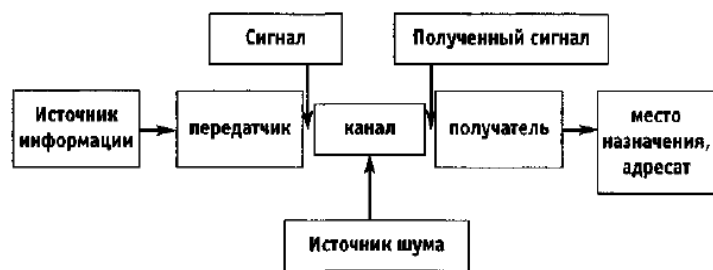 Сигнал
Полученный сигнал
Источник
информации
передатчик
канал
получатель
место
назначения,
адресат
Источник шума